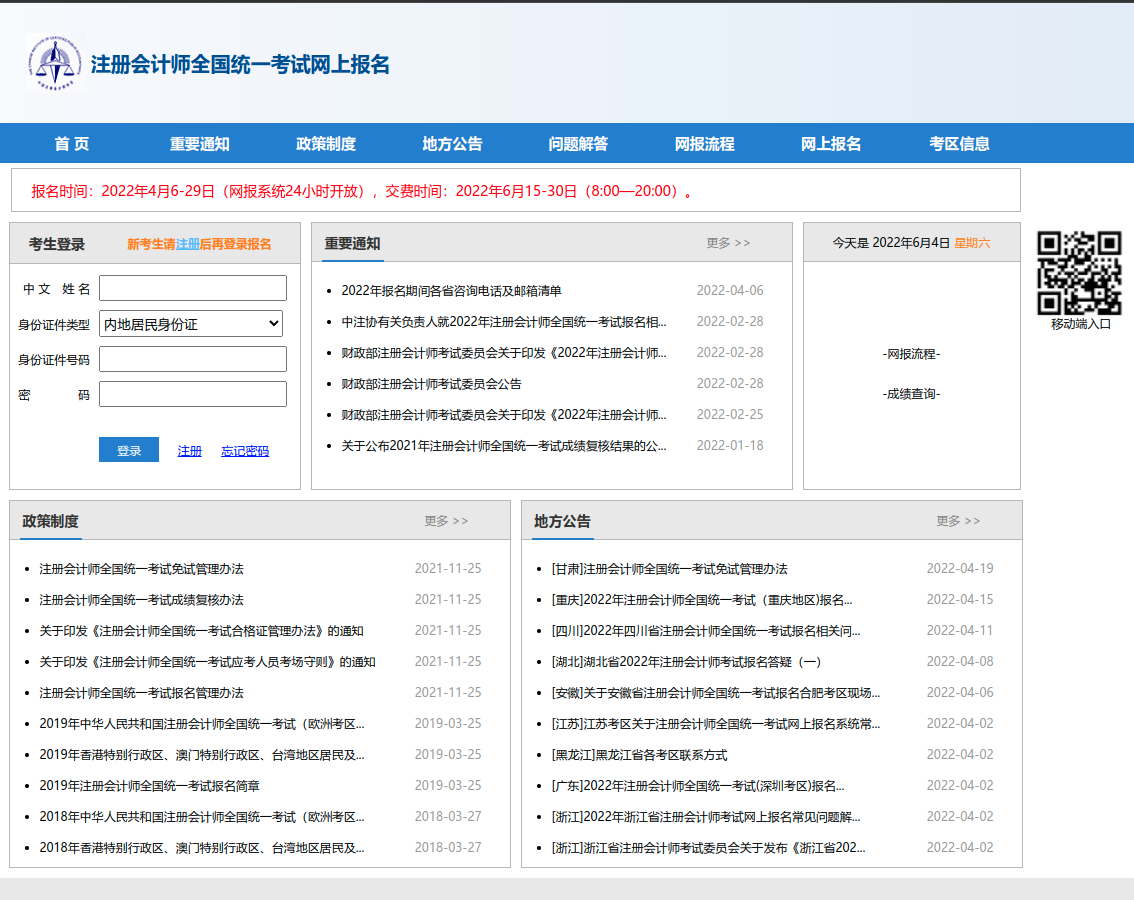 注册会计师全国统一考试网上报名
首 页 重要通知 政策制度 地方公告 问题解答 网报流程 网上报名 考区信息
报名时间：2022年4月6-29日（网报系统24小时开放），交费时间：2022年6月15-30日（8:00—20:00）。
考生登录 新考生请注册后再登录报名
中 文 姓 名
身份证件类型 内地居民身份证
身份证件号码
密 码
登录 注册 忘记密码
重要通知 更多 >>
2022年报名期间各省咨询电话及邮箱清单 2022-04-06
中注协有关负责人就2022年注册会计师全国统一考试报名相... 2022-02-28
财政部注册会计师考试委员会关于印发《2022年注册会计师... 2022-02-28
财政部注册会计师考试委员会公告 2022-02-28
财政部注册会计师考试委员会关于印发《2022年注册会计师... 2022-02-25
关于公布2021年注册会计师全国统一考试成绩复核结果的公... 2022-01-18
今天是 2022年6月4日 星期六
-网报流程-
-成绩查询-
移动端入口
政策制度 更多 >>
注册会计师全国统一考试免试管理办法 2021-11-25
注册会计师全国统一考试成绩复核办法 2021-11-25
关于印发《注册会计师全国统一考试合格证管理办法》的通知 2021-11-25
关于印发《注册会计师全国统一考试应考人员考场守则》的通知 2021-11-25
注册会计师全国统一考试报名管理办法 2021-11-25
2019年中华人民共和国注册会计师全国统一考试（欧洲考区... 2019-03-25
2019年香港特别行政区、澳门特别行政区、台湾地区居民及... 2019-03-25
2019年注册会计师全国统一考试报名简章 2019-03-25
2018年中华人民共和国注册会计师全国统一考试（欧洲考区... 2018-03-27
2018年香港特别行政区、澳门特别行政区、台湾地区居民及... 2018-03-27
地方公告 更多 >>
[甘肃]注册会计师全国统一考试免试管理办法 2022-04-19
[重庆]2022年注册会计师全国统一考试（重庆地区)报名... 2022-04-15
[四川]2022年四川省注册会计师全国统一考试报名相关问... 2022-04-11
[湖北]湖北省2022年注册会计师考试报名答疑（一） 2022-04-08
[安徽]关于安徽省注册会计师全国统一考试报名合肥考区现场... 2022-04-06
[江苏]江苏考区关于注册会计师全国统一考试网上报名系统常... 2022-04-02
[黑龙江]黑龙江省各考区联系方式 2022-04-02
[广东]2022年注册会计师全国统一考试(深圳考区)报名... 2022-04-02
[浙江]2022年浙江省注册会计师考试网上报名常见问题解... 2022-04-02
[浙江]浙江省注册会计师考试委员会关于发布《浙江省202... 2022-04-02